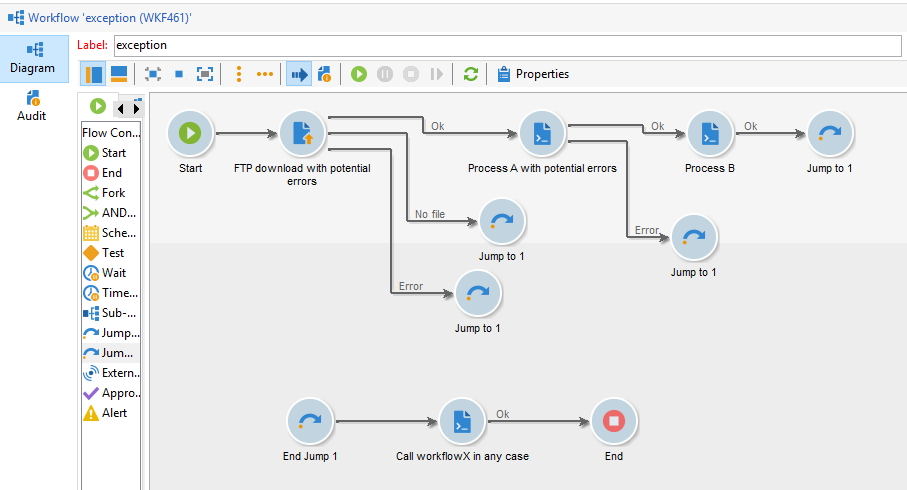 Workflow 'exception (WKF461)'
Label: exception
Diagram
Properties
Audit
Flow Con...
Start
End
Fork
AND...
Sche...
Test
Wait
Time...
Sub-...
Jump...
Jum...
Extern..
Appro..
Alert
Ok
Ok
Ok
Start
FTP download with potential
errors
Process A with potential errors
Process B
Jump to 1
No file
Error
Jump to 1
Jump to 1
Error
Jump to 1
Ok
End Jump 1
Call workflowX in any case
End